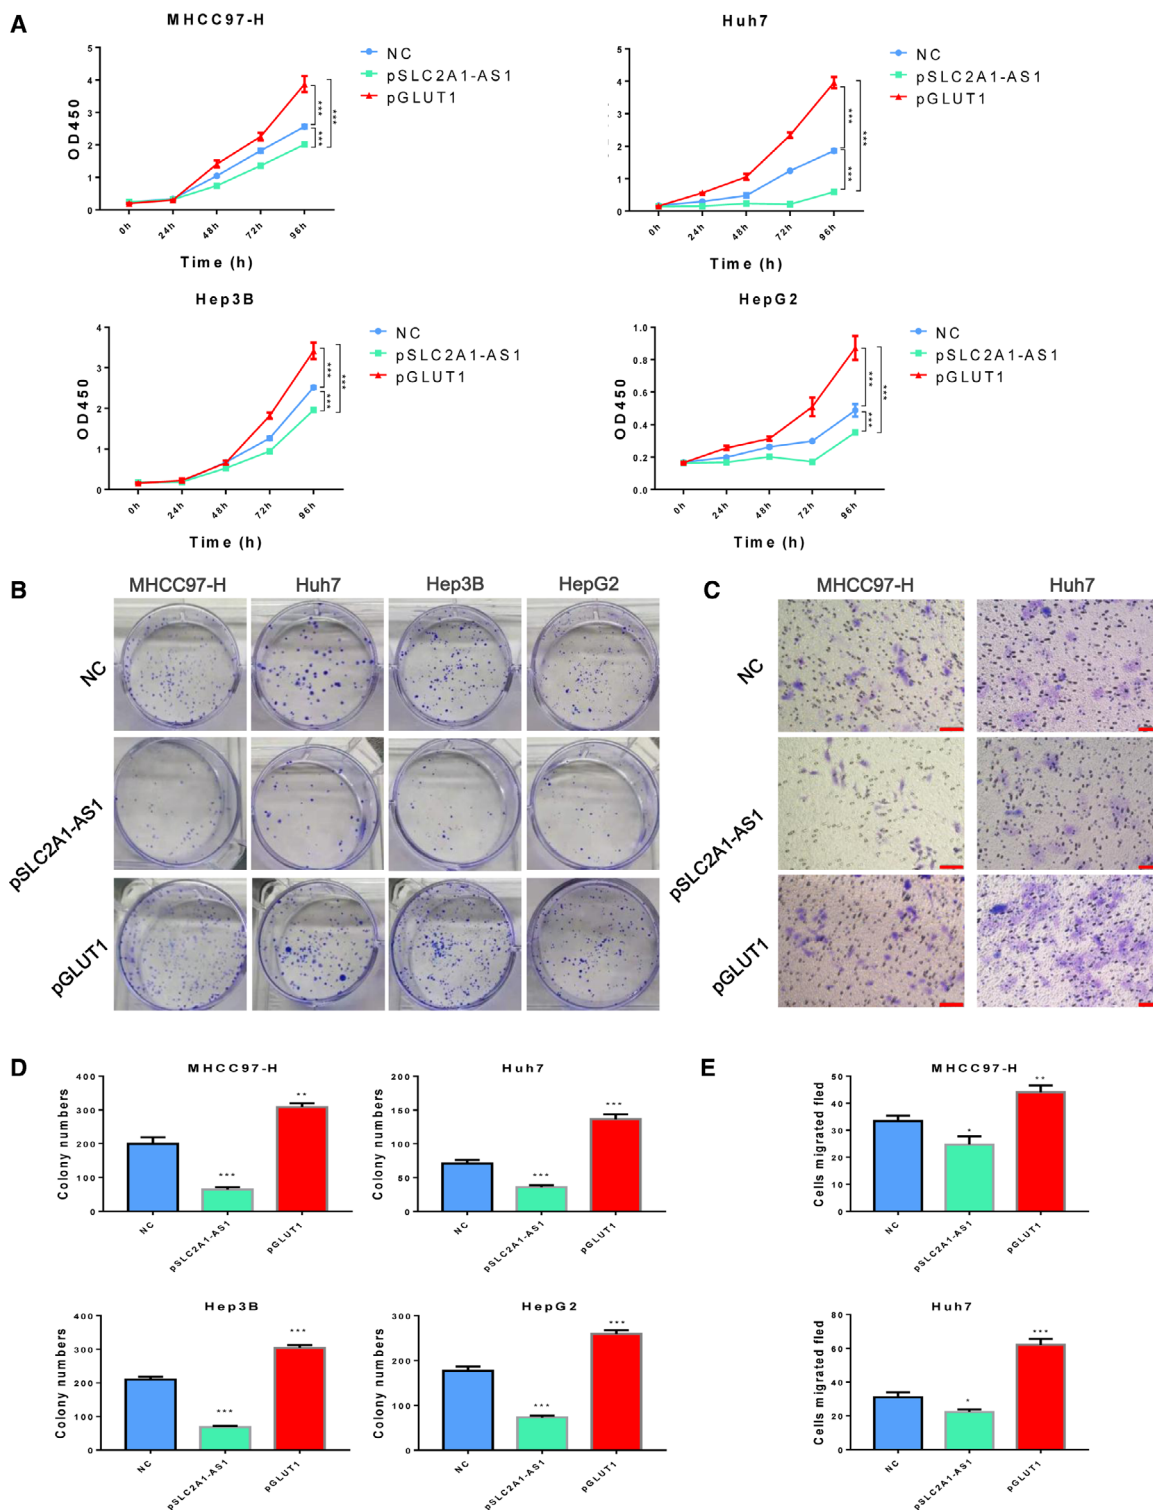 A
MHCC97-H
OD450
5
4
3
2
1
0
0h
24h
48h
72h
96h
Time (h)
NC
pSLC2A1-AS1
pGLUT1
***
***
***
Huh7
5
4
3
2
1
0
0h
24h
48h
72h
96h
Time (h)
NC
pSLC2A1-AS1
pGLUT1
***
***
***
Hep3B
OD450
4
3
2
1
0
0h
24h
48h
72h
96h
Time (h)
NC
pSLC2A1-AS1
pGLUT1
***
***
***
HepG2
OD450
1.0
0.8
0.6
0.4
0.2
0.0
0h
24h
48h
72h
96h
Time (h)
NC
pSLC2A1-AS1
pGLUT1
***
***
***
B
MHCC97-H Huh7 Hep3B HepG2
NC
pSLC2A1-AS1
pGLUT1
C
MHCC97-H Huh7
NC
pSLC2A1-AS1
pGLUT1
D
MHCC97-H
Colony numbers
400
300
200
100
0
***
**
NC
pSLC2A1-AS1
pGLUT1
Huh7
Colony numbers
200
150
100
50
0
***
***
NC
pSLC2A1-AS1
pGLUT1
Hep3B
Colony numbers
400
300
200
100
0
***
***
NC
pSLC2A1-AS1
pGLUT1
HepG2
Colony numbers
300
200
100
0
***
***
NC
pSLC2A1-AS1
pGLUT1
E
MHCC97-H
Cells migrated fled
50
40
30
20
10
0
*
**
NC
pSLC2A1-AS1
pGLUT1
Huh7
Cells migrated fled
80
60
40
20
0
*
***
NC
pSLC2A1-AS1
pGLUT1